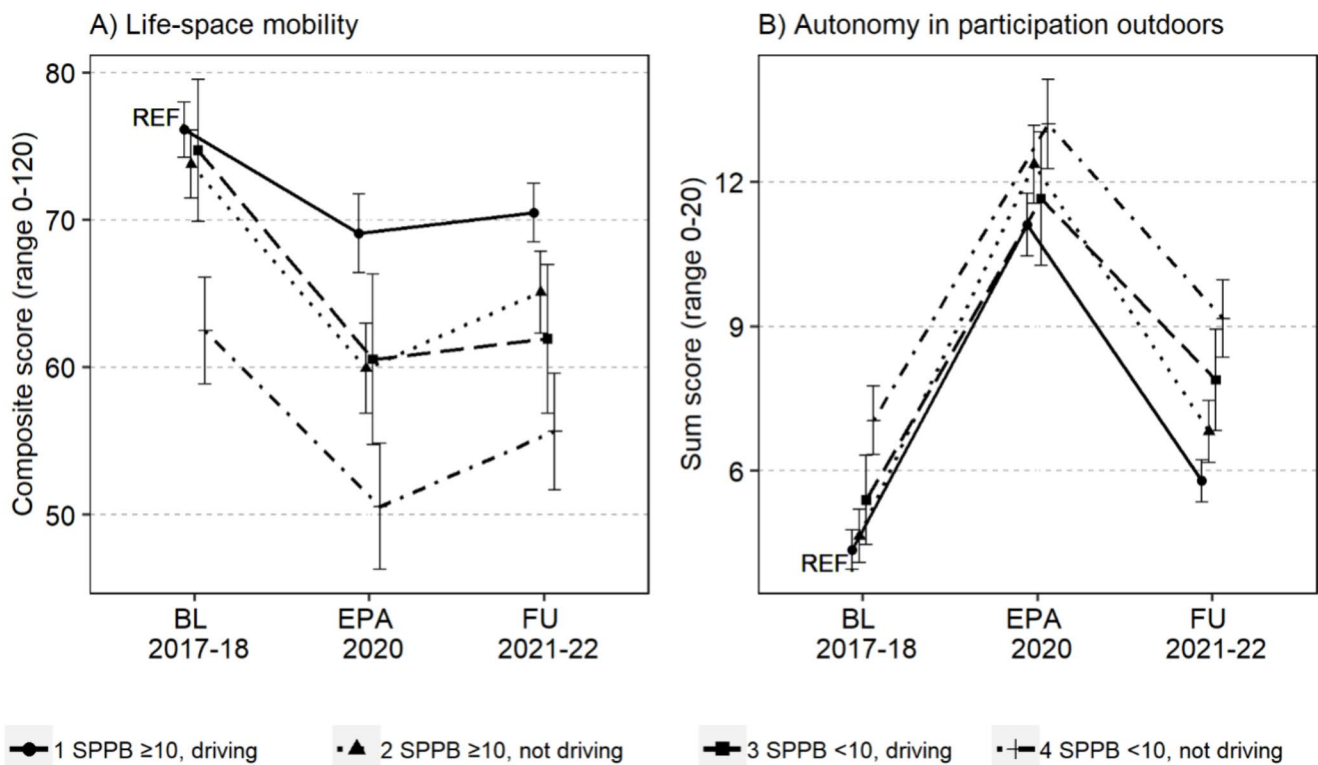 A) Life-space mobility
Composite score (range 0-120)
80
70
60
50
REF
BL
2017-18
EPA
2020
FU
2021-22
B) Autonomy in participation outdoors
Sum score (range 0-20)
12
9
6
REF
BL
2017-18
EPA
2020
FU
2021-22
1 SPPB ≥10, driving
2 SPPB ≥10, not driving
3 SPPB <10, driving
4 SPPB <10, not driving